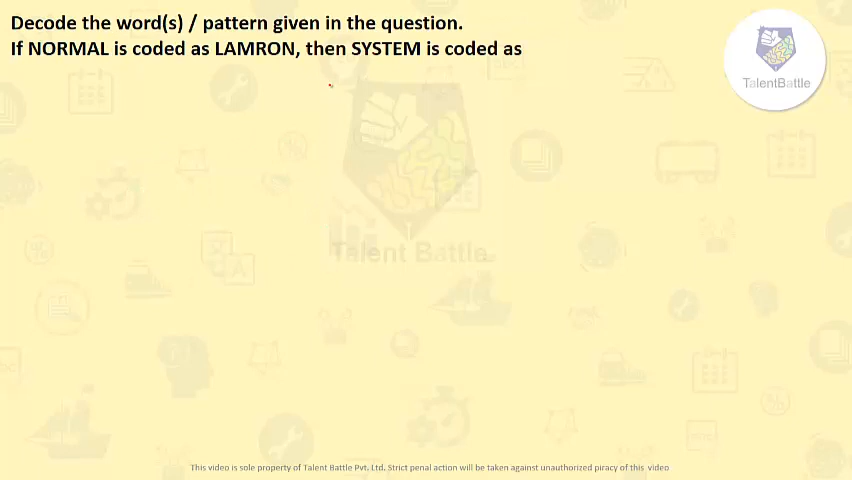 Decode the word(s) / pattern given in the question.
If NORMAL is coded as LAMRON, then SYSTEM is coded as
TalentBattle
Talent Battle
This video is sole property of Talent Battle Pvt. Ltd. Strict penal action will be taken against unauthorized piracy of this video